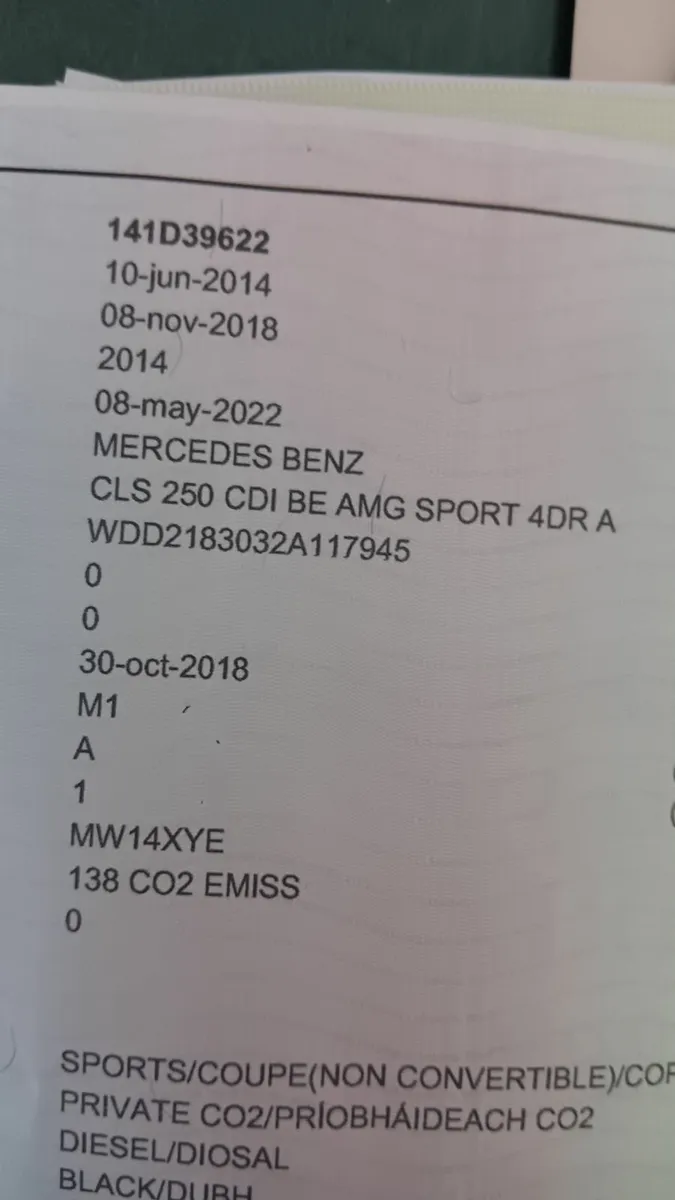 141D39622
10-jun-2014
08-nov-2018
2014
08-may-2022
MERCEDES BENZ
CLS 250 CDI BE AMG SPORT 4DR A
WDD2183032A117945
0
0
30-oct-2018
M1
A
1
MW14XYE
138 CO2 EMISS
0
SPORTS/COUPE(NON CONVERTIBLE)/
PRIVATE CO2/PRÍOBHÁIDEACH CO2
DIESEL/DIOSAL
BLACK/DUBH